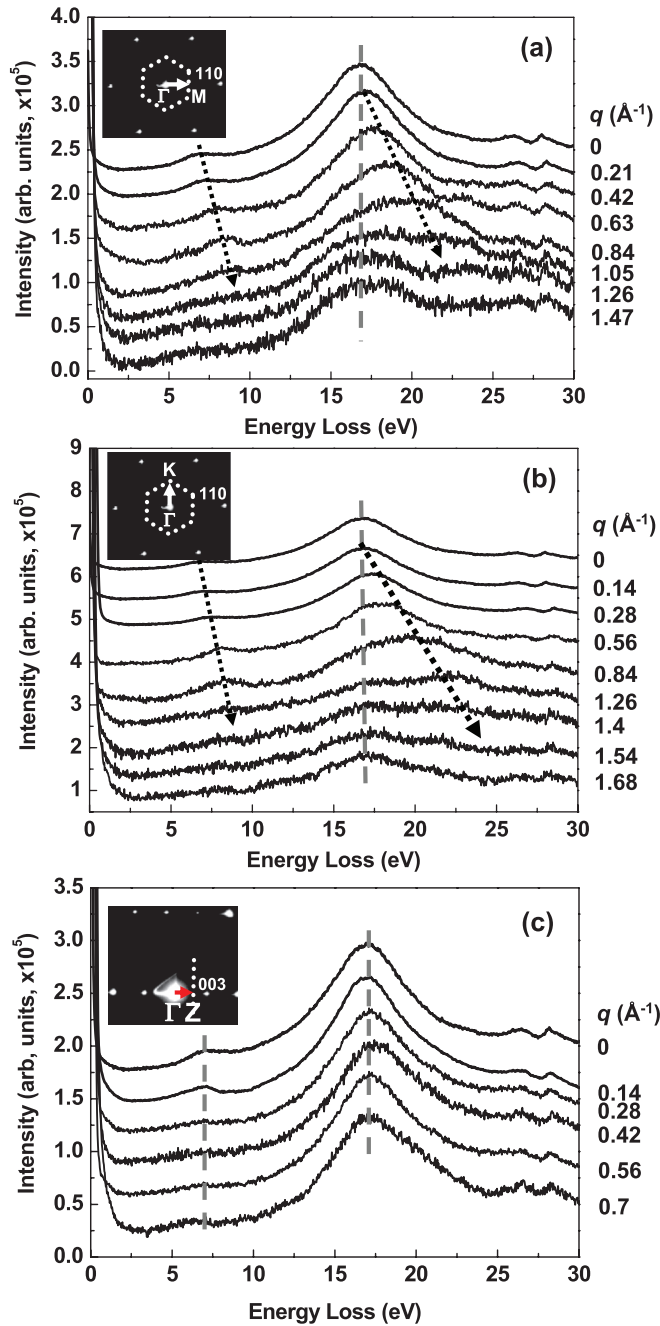 (a)
110
Γ
M
Intensity (arb. units, x10⁵)
4.0
3.5
3.0
2.5
2.0
1.5
1.0
0.5
0.0
q (Å⁻¹)
0
0.21
0.42
0.63
0.84
1.05
1.26
1.47
0 5 10 15 20 25 30
Energy Loss (eV)
(b)
K
110
Γ
Intensity (arb. units, x10⁵)
9
8
7
6
5
4
3
2
1
q (Å⁻¹)
0
0.14
0.28
0.56
0.84
1.26
1.4
1.54
1.68
0 5 10 15 20 25 30
Energy Loss (eV)
(c)
003
Γ Z
Intensity (arb, units, x10⁵)
3.5
3.0
2.5
2.0
1.5
1.0
0.5
0.0
q (Å⁻¹)
0
0.14
0.28
0.42
0.56
0.7
0 5 10 15 20 25 30
Energy Loss (eV)